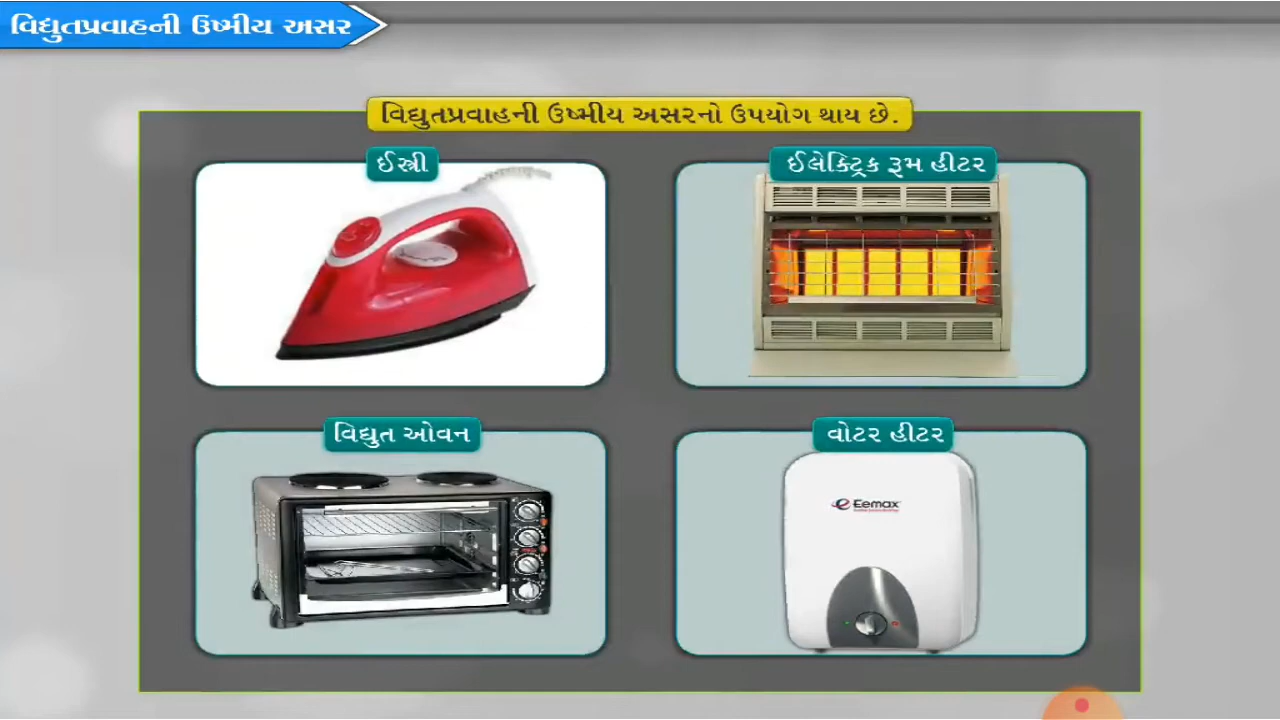 વિદ્યુતપ્રવાહની ઉષ્મીય અસર
વિદ્યુતપ્રવાહની ઉષ્મીય અસરનો ઉપયોગ થાય છે.
ઈસ્ત્રી
ઈલેક્ટ્રિક રૂમ હીટર
વિદ્યુત ઓવન
વોટર હીટર
Eemax